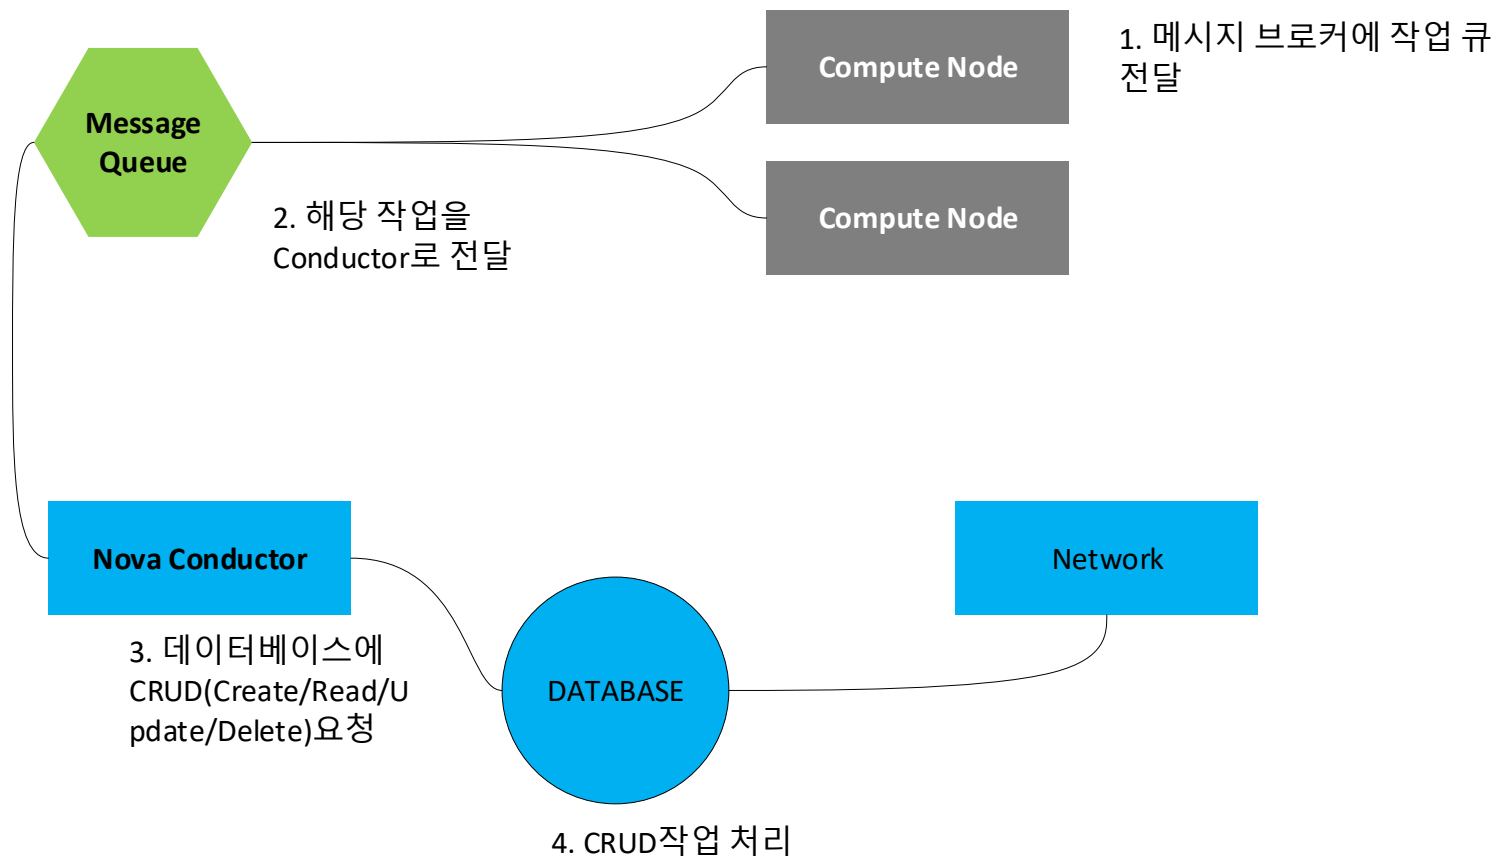 Message
Queue
Compute Node
1. 메시지 브로커에 작업 큐
전달
Compute Node
2. 해당 작업을
Conductor로 전달
Nova Conductor
Network
3. 데이터베이스에
CRUD(Create/Read/U
pdate/Delete)요청
DATABASE
4. CRUD작업 처리